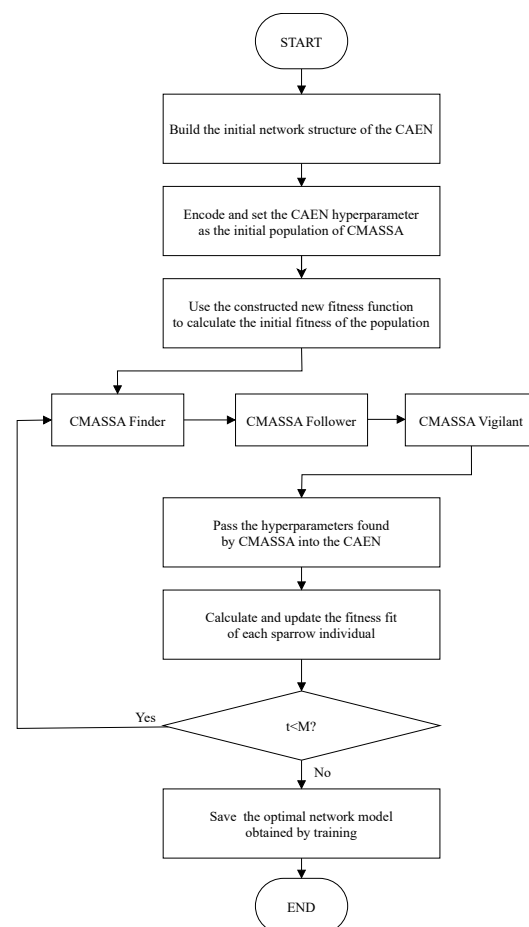 START
Build the initial network structure of the CAEN
Encode and set the CAEN hyperparameter
as the initial population of CMASSA
Use the constructed new fitness function
to calculate the initial fitness of the population
CMASSA Finder
CMASSA Follower
CMASSA Vigilant
Pass the hyperparameters found
by CMASSA into the CAEN
Calculate and update the fitness fit
of each sparrow individual
Yes
t<M?
No
Save the optimal network model
obtained by training
END